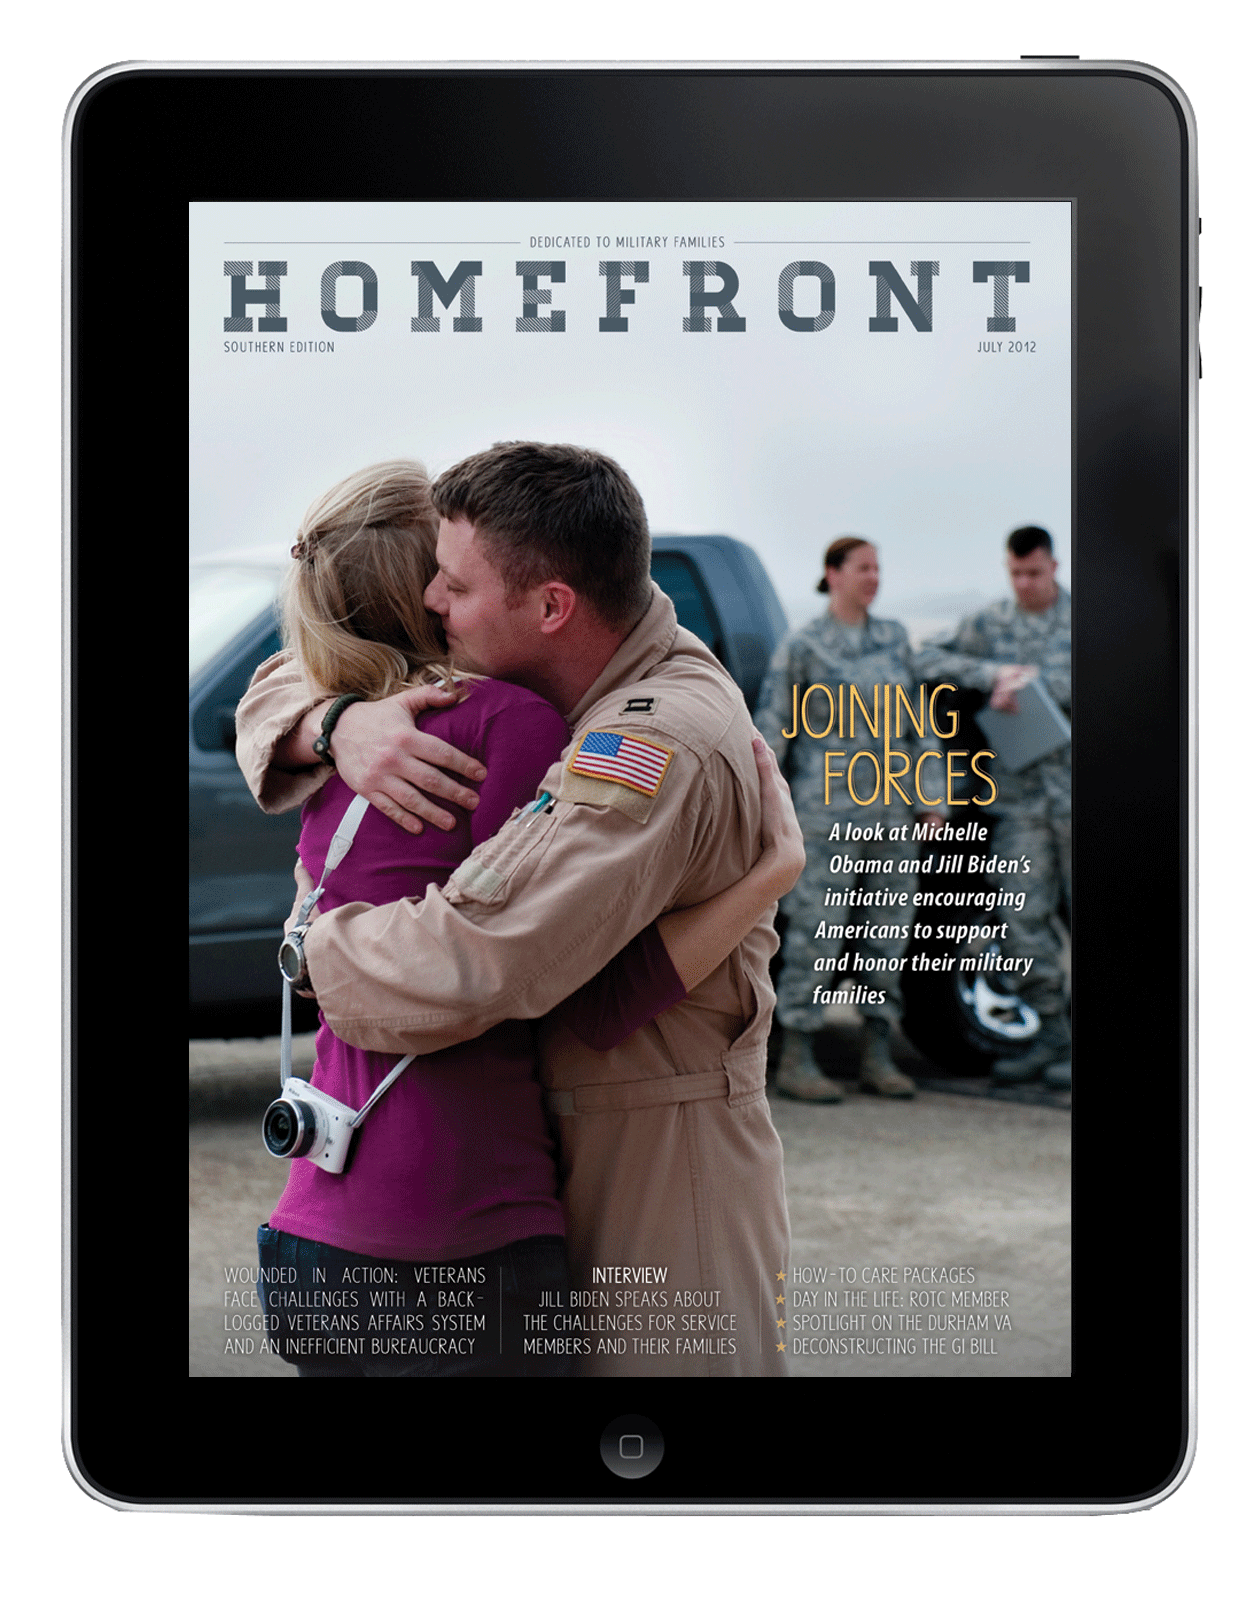 DEDICATED TO MILITARY FAMILIES
HOMEFRONT
SOUTHERN EDITION
JULY 2012
JOINING
FORCES
A look at Michelle
Obama and Jill Biden's
initiative encouraging
Americans to support
and honor their military
families
WOUNDED IN ACTION: VETERANS
FACE CHALLENGES WITH A BACK-
LOGGED VETERANS AFFAIRS SYSTEM
AND AN INEFFICIENT BUREAUCRACY
INTERVIEW
JILL BIDEN SPEAKS ABOUT
THE CHALLENGES FOR SERVICE
MEMBERS AND THEIR FAMILIES
★ HOW-TO CARE PACKAGES
★ DAY IN THE LIFE: ROTC MEMBER
★ SPOTLIGHT ON THE DURHAM VA
★ DECONSTRUCTING THE GI BILL